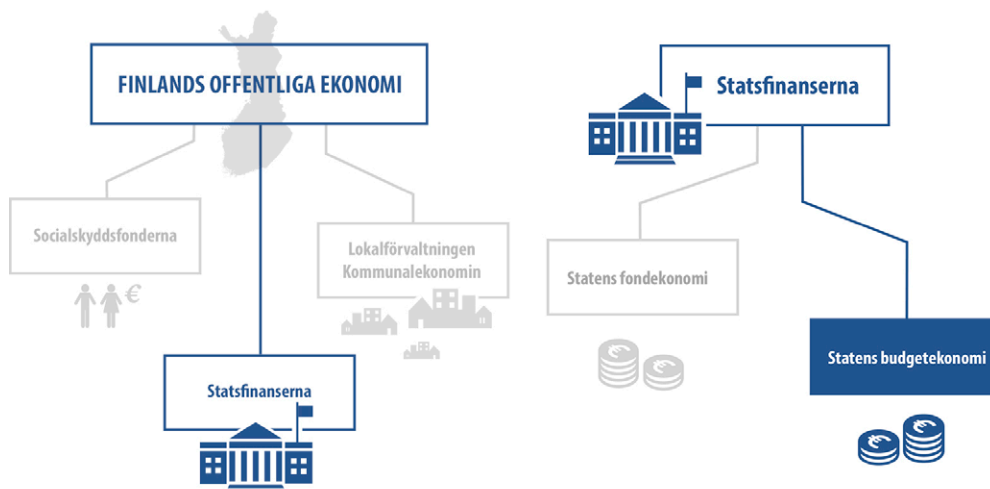 FINLANDS OFFENTLIGA EKONOMI
Socialskyddsfonderna
Lokalförvaltningen
Kommunalekonomin
€
Statsfinanserna
Statsfinanserna
Statens fondekonomi
€
€
Statens budgetekonomi
€
€